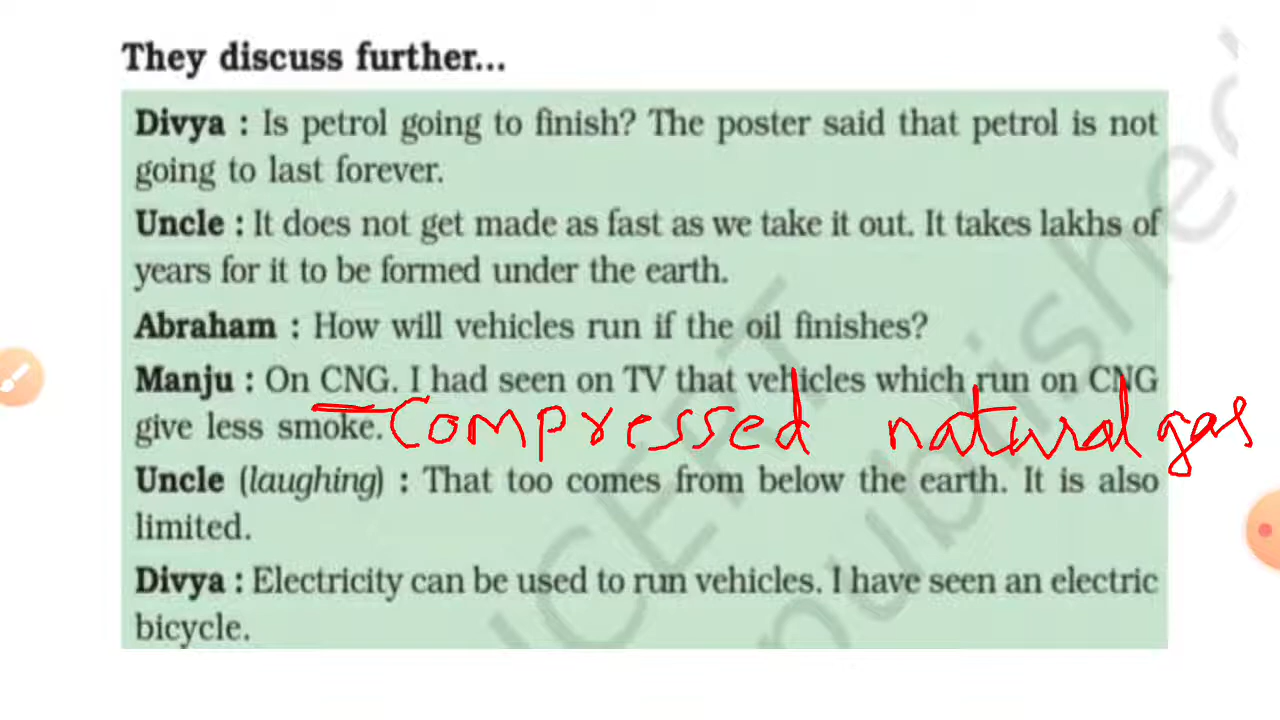 They discuss further...
Divya : Is petrol going to finish? The poster said that petrol is not
going to last forever.
Uncle : It does not get made as fast as we take it out. It takes lakhs of
years for it to be formed under the earth.
Abraham : How will vehicles run if the oil finishes?
Manju : On CNG. I had seen on TV that vehicles which run on CNG
give less smoke. Compressed natural gas
Uncle (laughing) : That too comes from below the earth. It is also
limited.
Divya : Electricity can be used to run vehicles. I have seen an electric
bicycle.